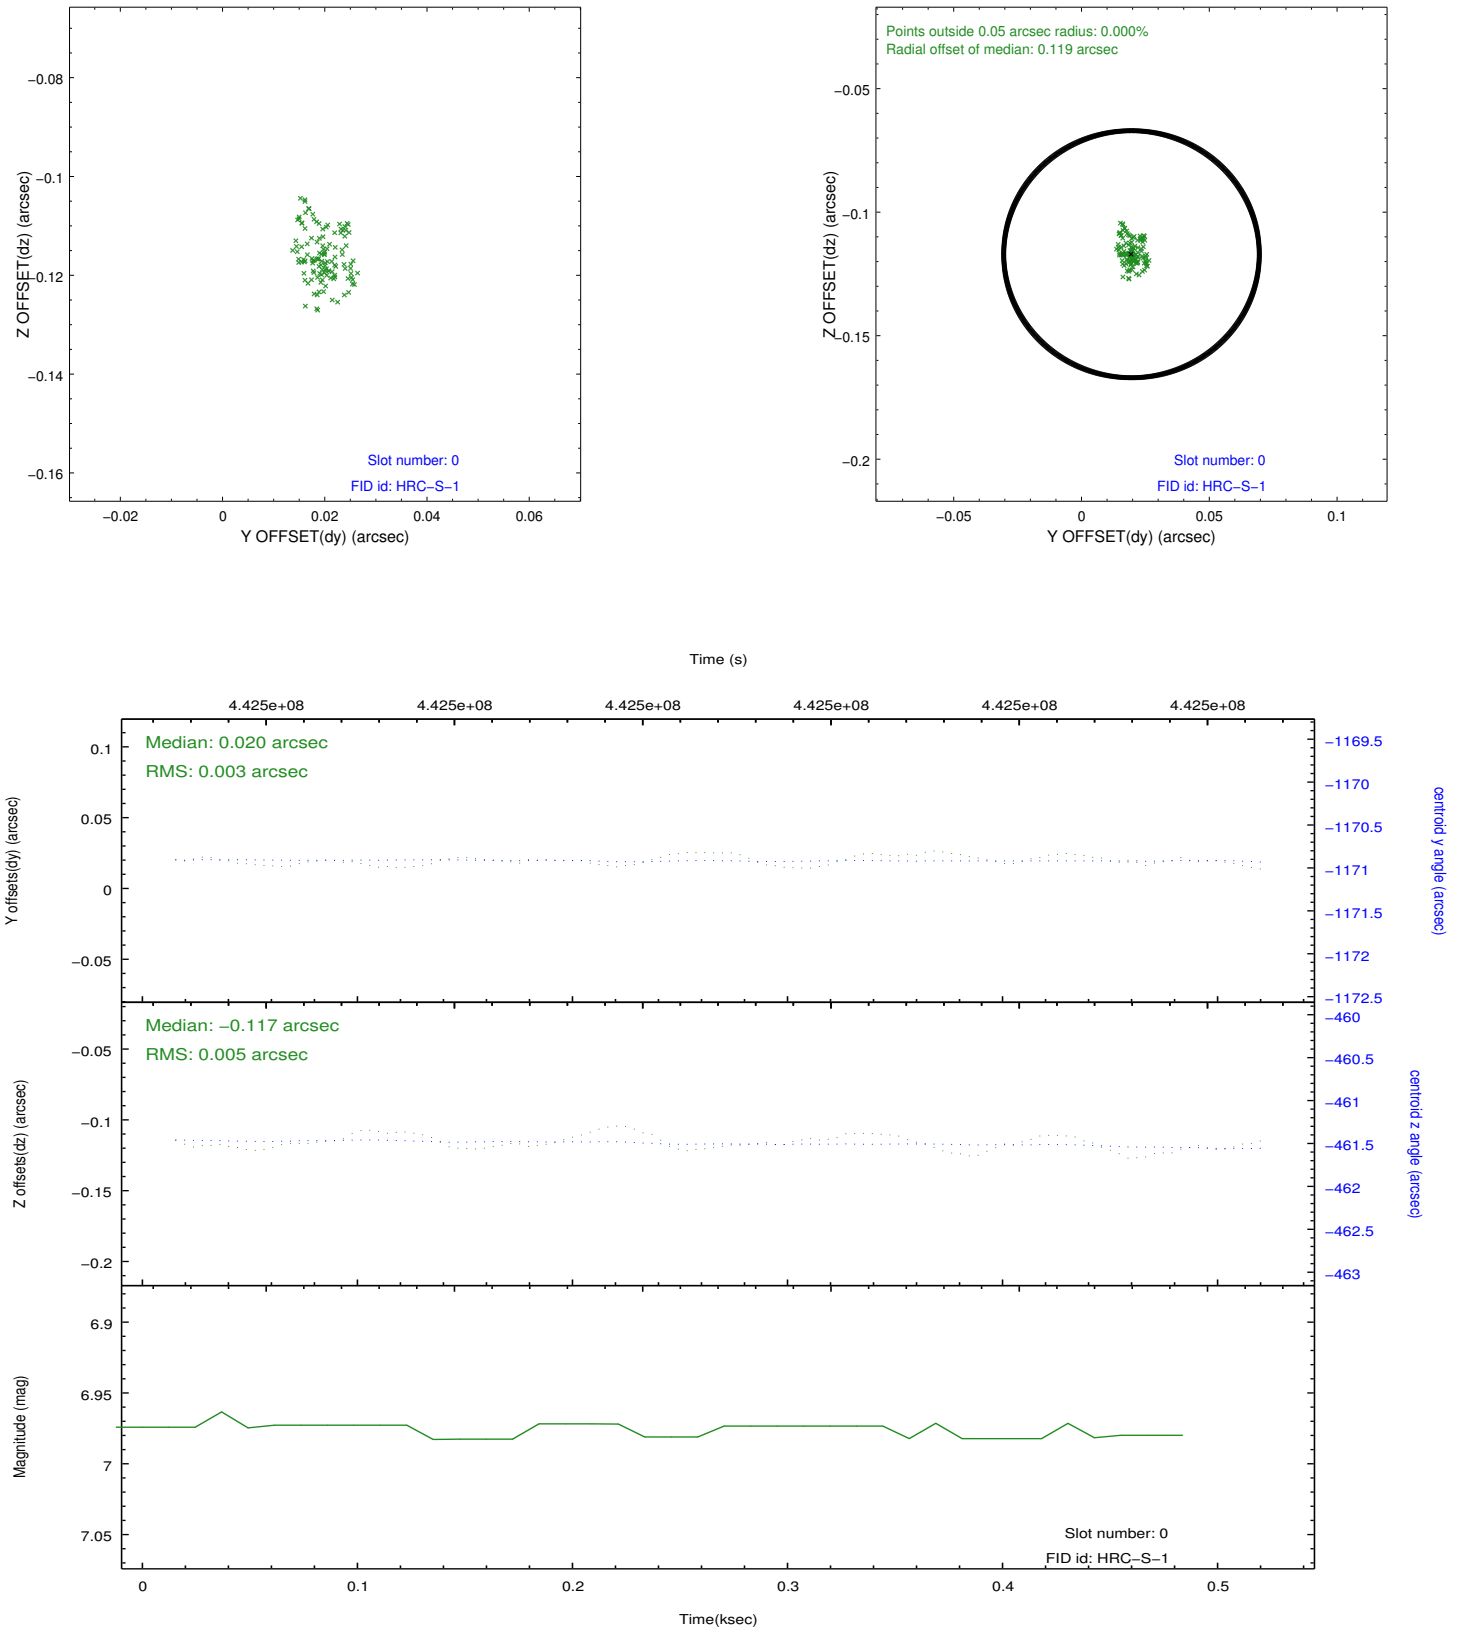 −0.08
−0.1
−0.12
−0.14
−0.16
Z OFFSET(dz) (arcsec)
Slot number: 0
FID id: HRC−S−1
−0.02 0 0.02 0.04 0.06
Y OFFSET(dy) (arcsec)
Points outside 0.05 arcsec radius: 0.000%
Radial offset of median: 0.119 arcsec
−0.05
−0.1
−0.15
−0.2
Z OFFSET(dz) (arcsec)
Slot number: 0
FID id: HRC−S−1
−0.05 0 0.05 0.1
Y OFFSET(dy) (arcsec)
Time (s)
4.425e+08 4.425e+08 4.425e+08 4.425e+08 4.425e+08 4.425e+08
Median: 0.020 arcsec
RMS: 0.003 arcsec
0.1
0.05
0
−0.05
Y offsets(dy) (arcsec)
−1169.5
−1170
−1170.5
−1171
−1171.5
−1172
−1172.5
centroid y angle (arcsec)
Median: −0.117 arcsec
RMS: 0.005 arcsec
−0.05
−0.1
−0.15
−0.2
Z offsets(dz) (arcsec)
−460
−460.5
−461
−461.5
−462
−462.5
−463
centroid z angle (arcsec)
6.9
6.95
7
7.05
Magnitude (mag)
Slot number: 0
FID id: HRC−S−1
0 0.1 0.2 0.3 0.4 0.5
Time(ksec)